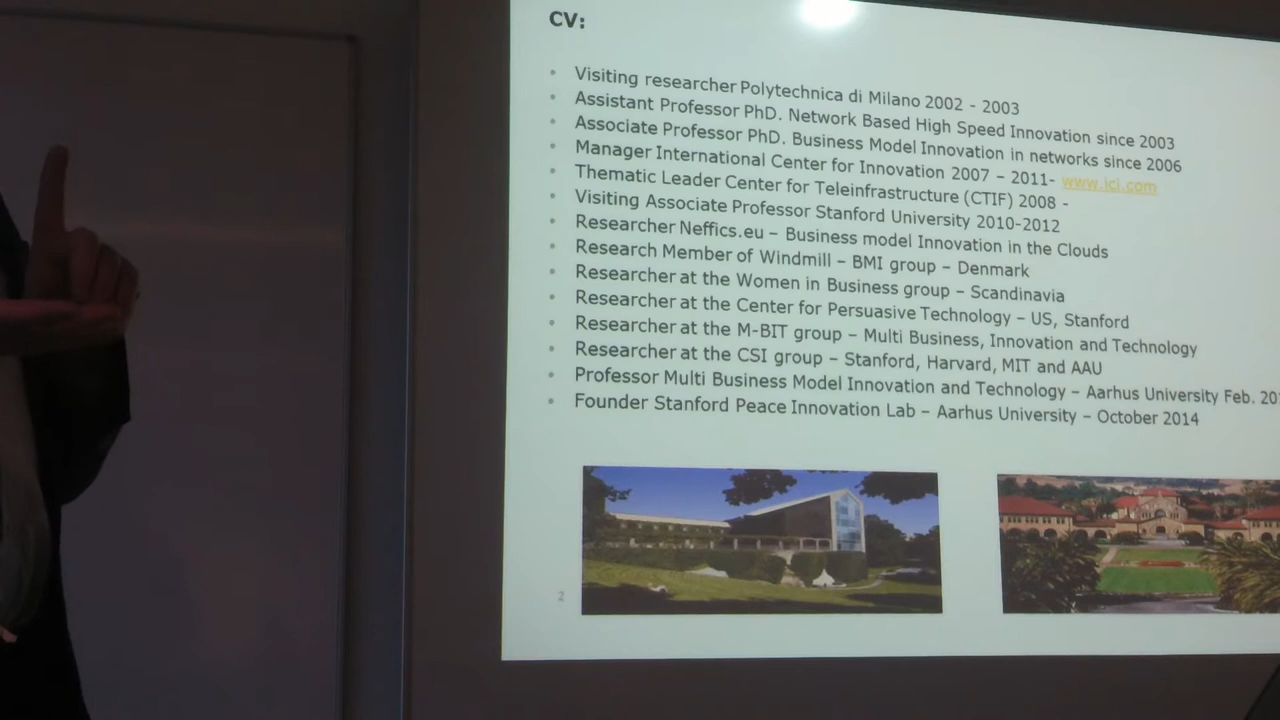 CV:
• Visiting researcher Polytechnica di Milano 2002 - 2003
• Assistant Professor PhD. Network Based High Speed Innovation since 2003
• Associate Professor PhD. Business Model Innovation in networks since 2006
• Manager International Center for Innovation 2007 – 2011- www.ici.com
• Thematic Leader Center for Teleinfrastructure (CTIF) 2008 -
• Visiting Associate Professor Stanford University 2010-2012
• Researcher Neffics.eu – Business model Innovation in the Clouds
• Research Member of Windmill – BMI group – Denmark
• Researcher at the Women in Business group – Scandinavia
• Researcher at the Center for Persuasive Technology – US, Stanford
• Researcher at the M-BIT group – Multi Business, Innovation and Technology
• Researcher at the CSI group – Stanford, Harvard, MIT and AAU
• Professor Multi Business Model Innovation and Technology – Aarhus University Feb.
• Founder Stanford Peace Innovation Lab – Aarhus University – October 2014
2